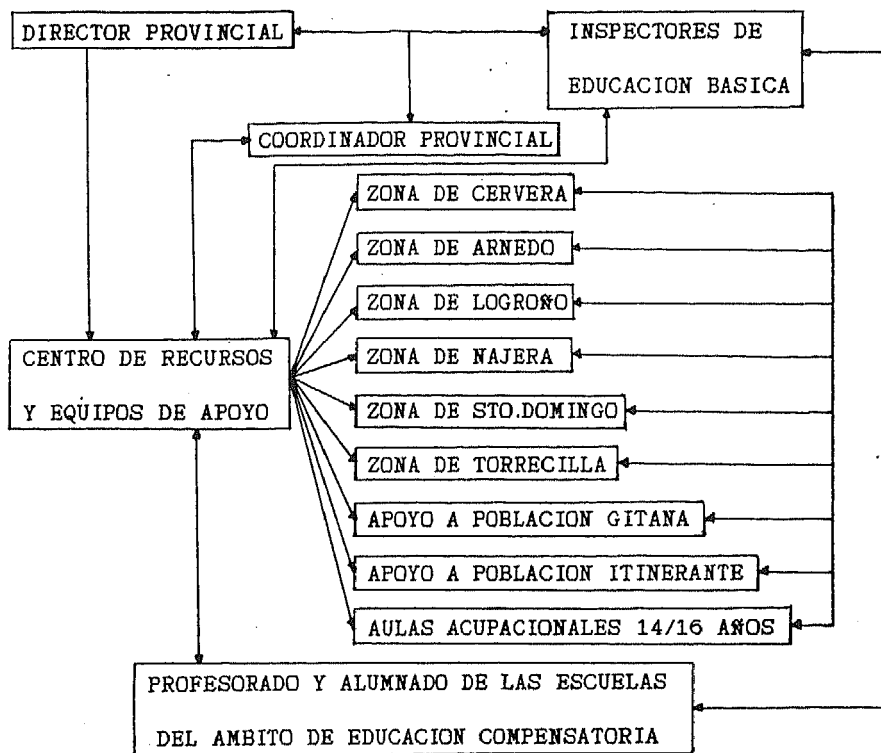 DIRECTOR PROVINCIAL
INSPECTORES DE
EDUCACION BASICA
COORDINADOR PROVINCIAL
ZONA DE CERVERA
ZONA DE ARNEDO
ZONA DE LOGROÑO
ZONA DE NAJERA
ZONA DE STO.DOMINGO
ZONA DE TORRECILLA
APOYO A POBLACION GITANA
APOYO A POBLACION ITINERANTE
AULAS ACUPACIONALES 14/16 AÑOS
CENTRO DE RECURSOS
Y EQUIPOS DE APOYO
PROFESORADO Y ALUMNADO DE LAS ESCUELAS
DEL AMBITO DE EDUCACION COMPENSATORIA